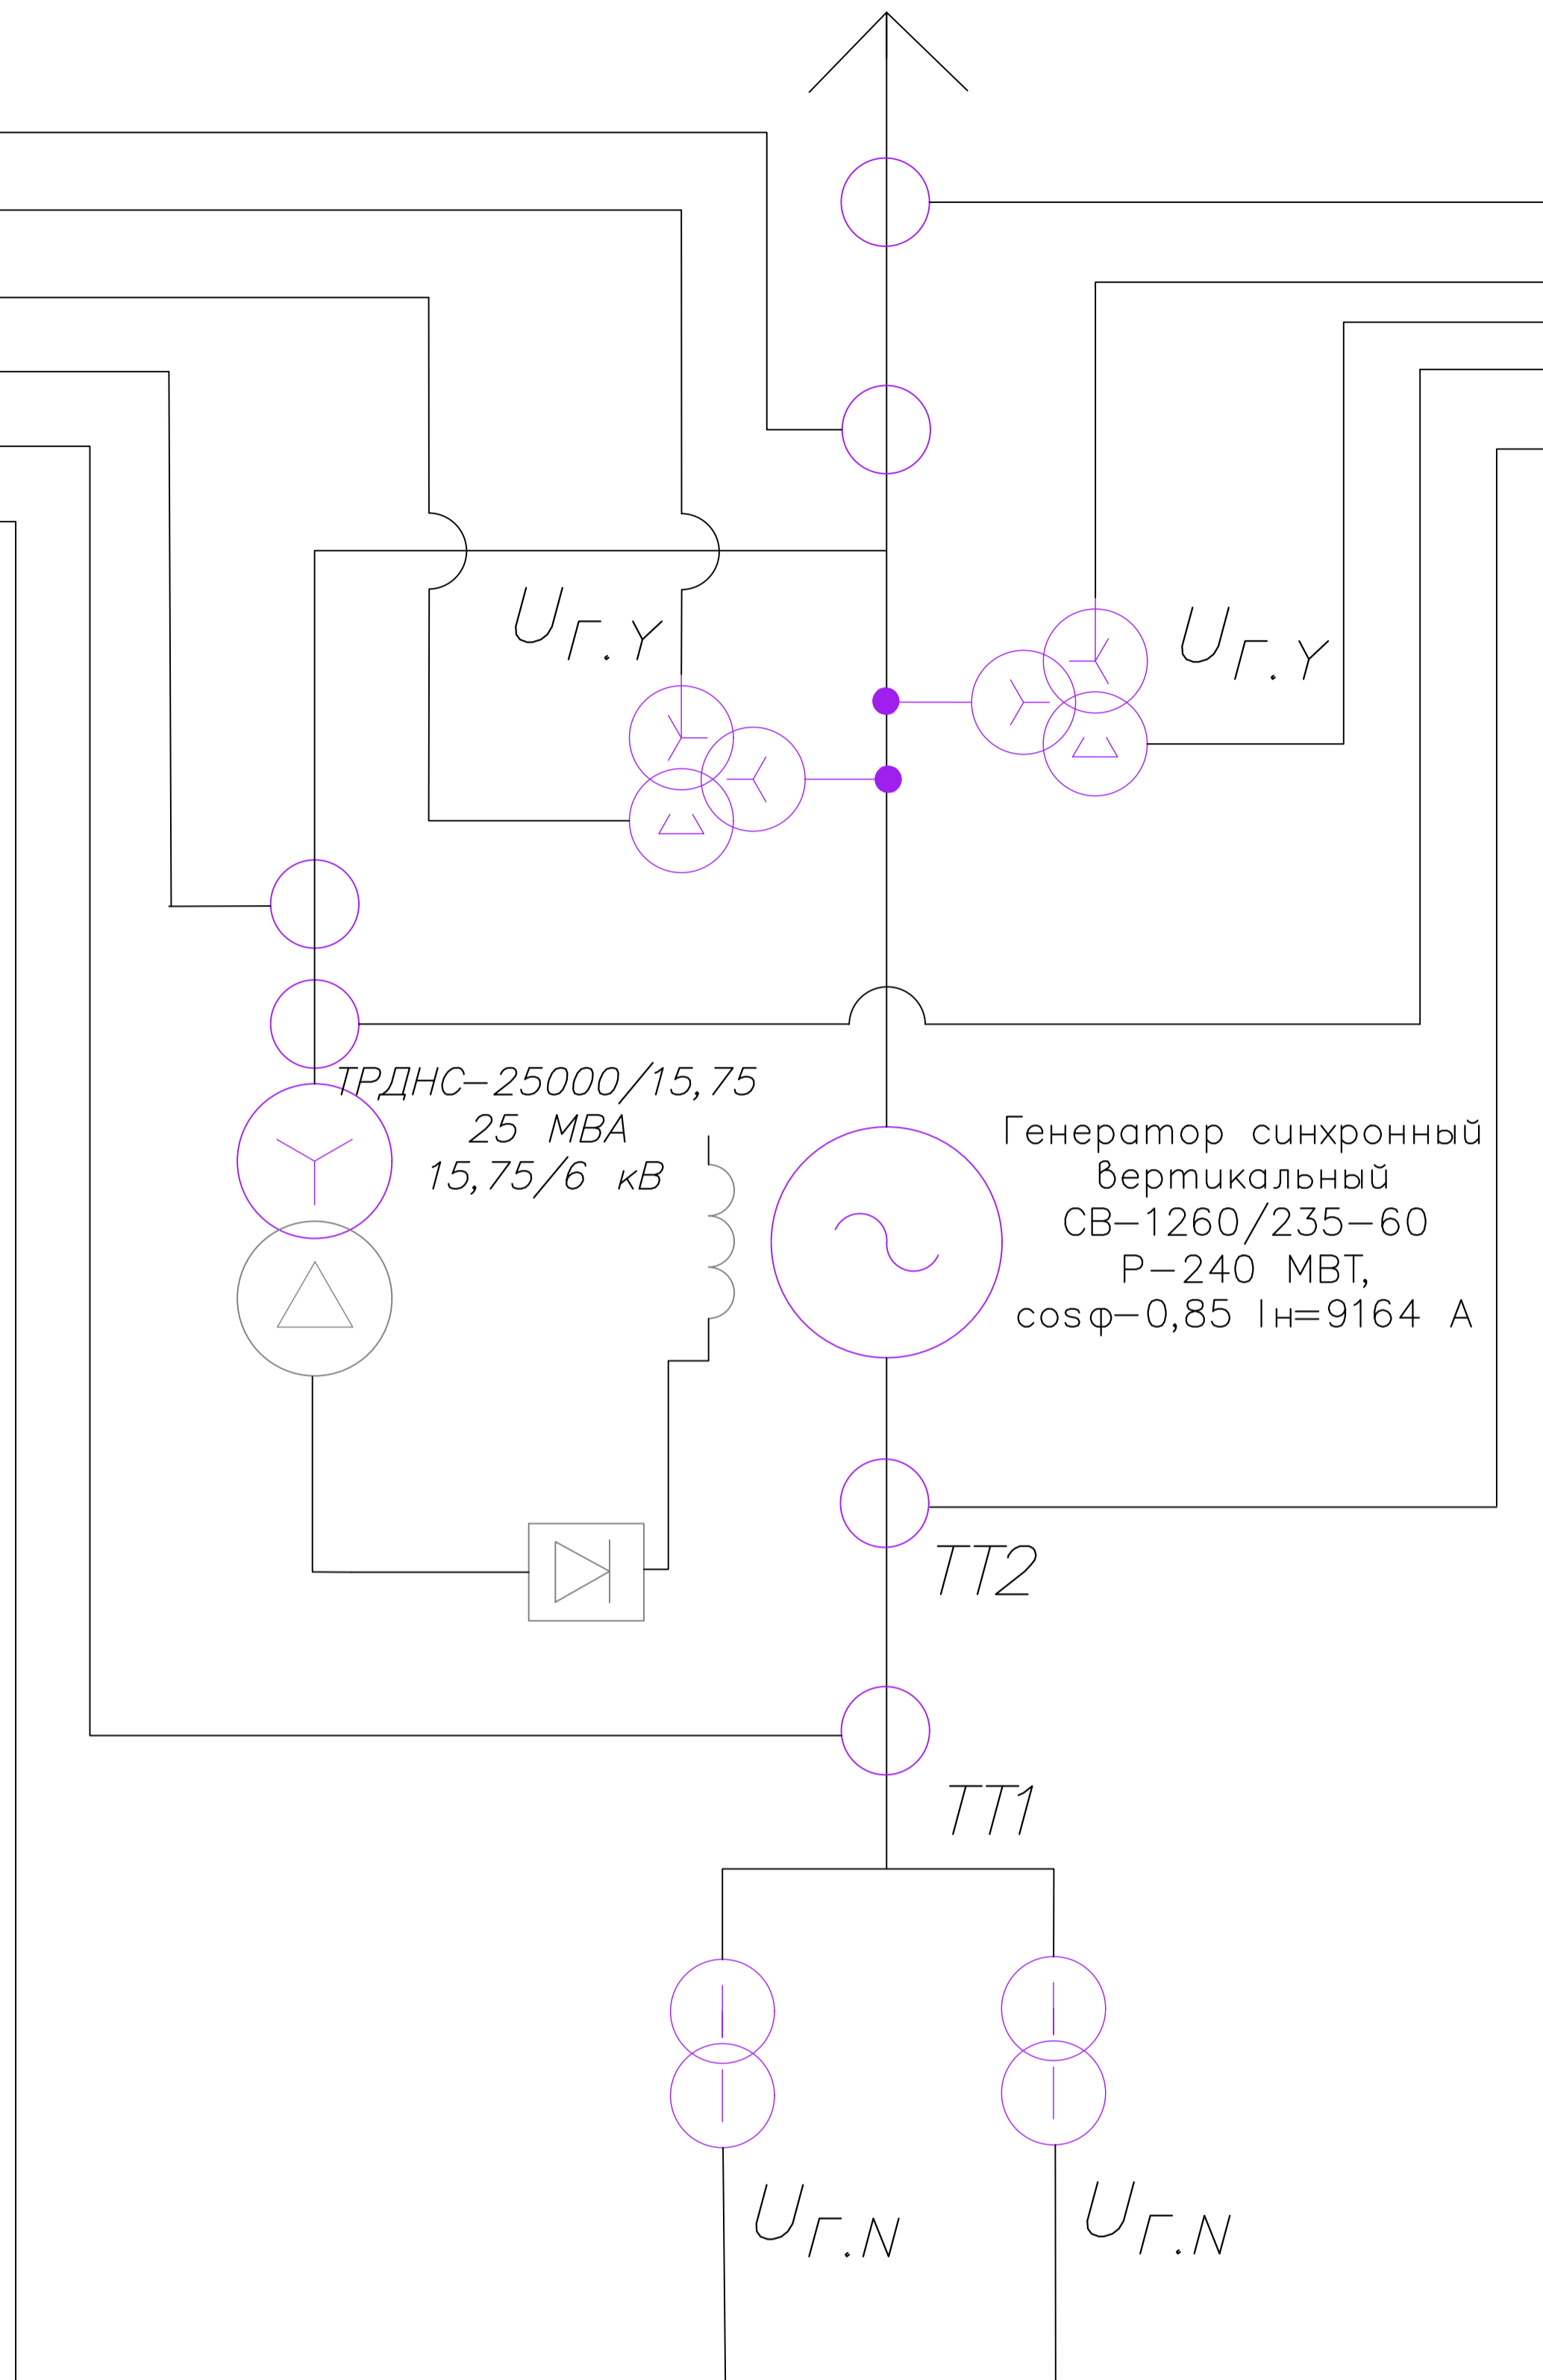 UГ.Y
UГ.Y
ТРДНС-25000/15,75
25 МВА
15,75/6 кВ
Генератор синхронный
вертикальный
СВ-1260/235-60
Р-240 МВТ,
cosφ-0,85 Iн=9164 А
ТТ2
ТТ1
UГ.N
UГ.N